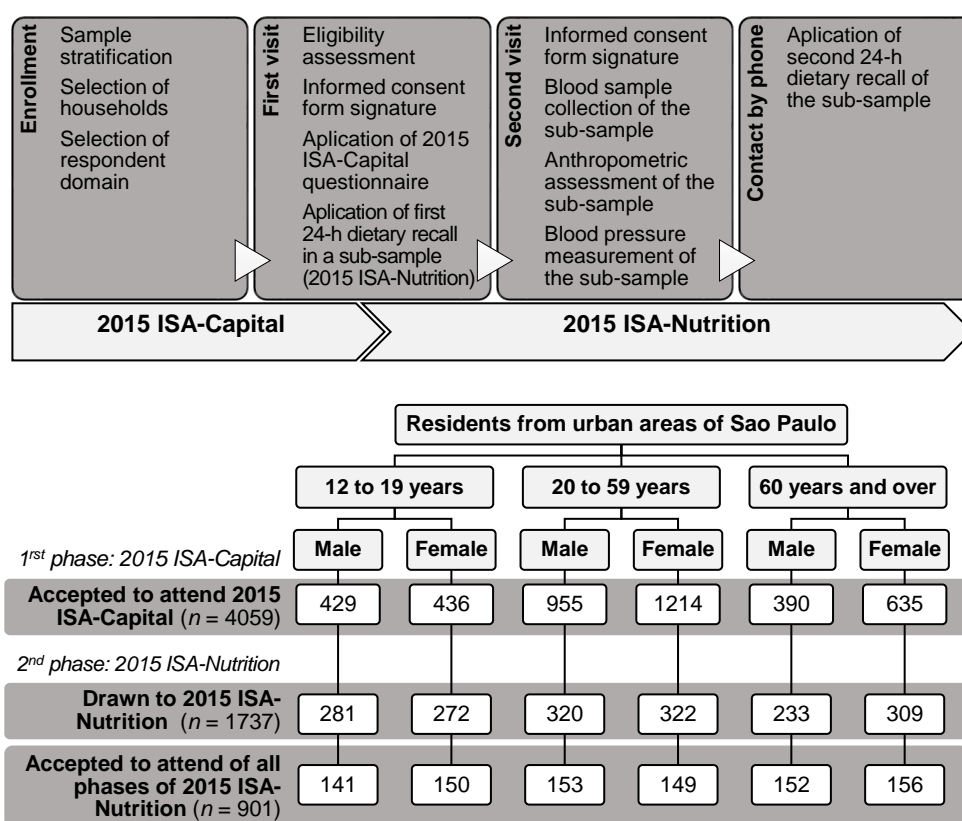 Enrollment
Sample
stratification
Selection of
households
Selection of
respondent
domain
First visit
Eligibility
assessment
Informed consent
form signature
Aplication of 2015
ISA-Capital
questionnaire
Aplication of first
24-h dietary recall
in a sub-sample
(2015 ISA-Nutrition)
Second visit
Informed consent
form signature
Blood sample
collection of the
sub-sample
Anthropometric
assessment of the
sub-sample
Blood pressure
measurement of
the sub-sample
Contact by phone
Aplication of
second 24-h
dietary recall of
the sub-sample
2015 ISA-Capital
2015 ISA-Nutrition
Residents from urban areas of Sao Paulo
12 to 19 years
20 to 59 years
60 years and over
1rst phase: 2015 ISA-Capital
Male
Female
Male
Female
Male
Female
Accepted to attend 2015
ISA-Capital (n = 4059)
429
436
955
1214
390
635
2nd phase: 2015 ISA-Nutrition
Drawn to 2015 ISA-
Nutrition (n = 1737)
281
272
320
322
233
309
Accepted to attend of all
phases of 2015 ISA-
Nutrition (n = 901)
141
150
153
149
152
156